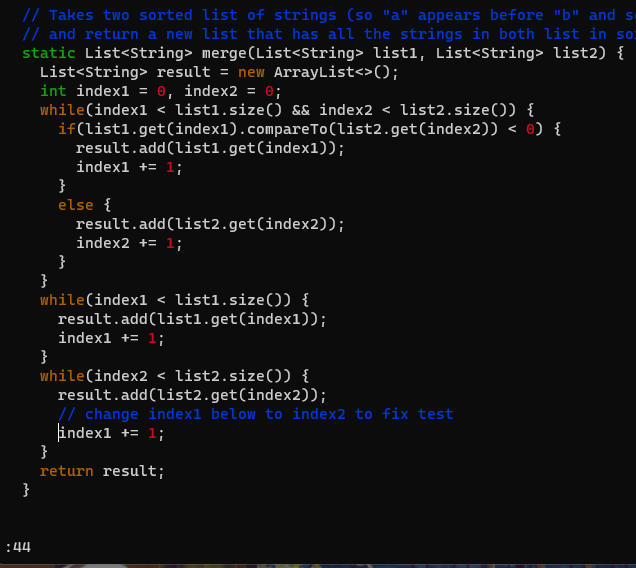 // Takes two sorted list of strings (so "a" appears before "b" and s
// and return a new list that has all the strings in both list in so
static List<String> merge(List<String> list1, List<String> list2) {
  List<String> result = new ArrayList<>();
  int index1 = 0, index2 = 0;
  while(index1 < list1.size() && index2 < list2.size()) {
    if(list1.get(index1).compareTo(list2.get(index2)) < 0) {
      result.add(list1.get(index1));
      index1 += 1;
    }
    else {
      result.add(list2.get(index2));
      index2 += 1;
    }
  }
  while(index1 < list1.size()) {
    result.add(list1.get(index1));
    index1 += 1;
  }
  while(index2 < list2.size()) {
    result.add(list2.get(index2));
    // change index1 below to index2 to fix test
    index1 += 1;
  }
  return result;
}
:44